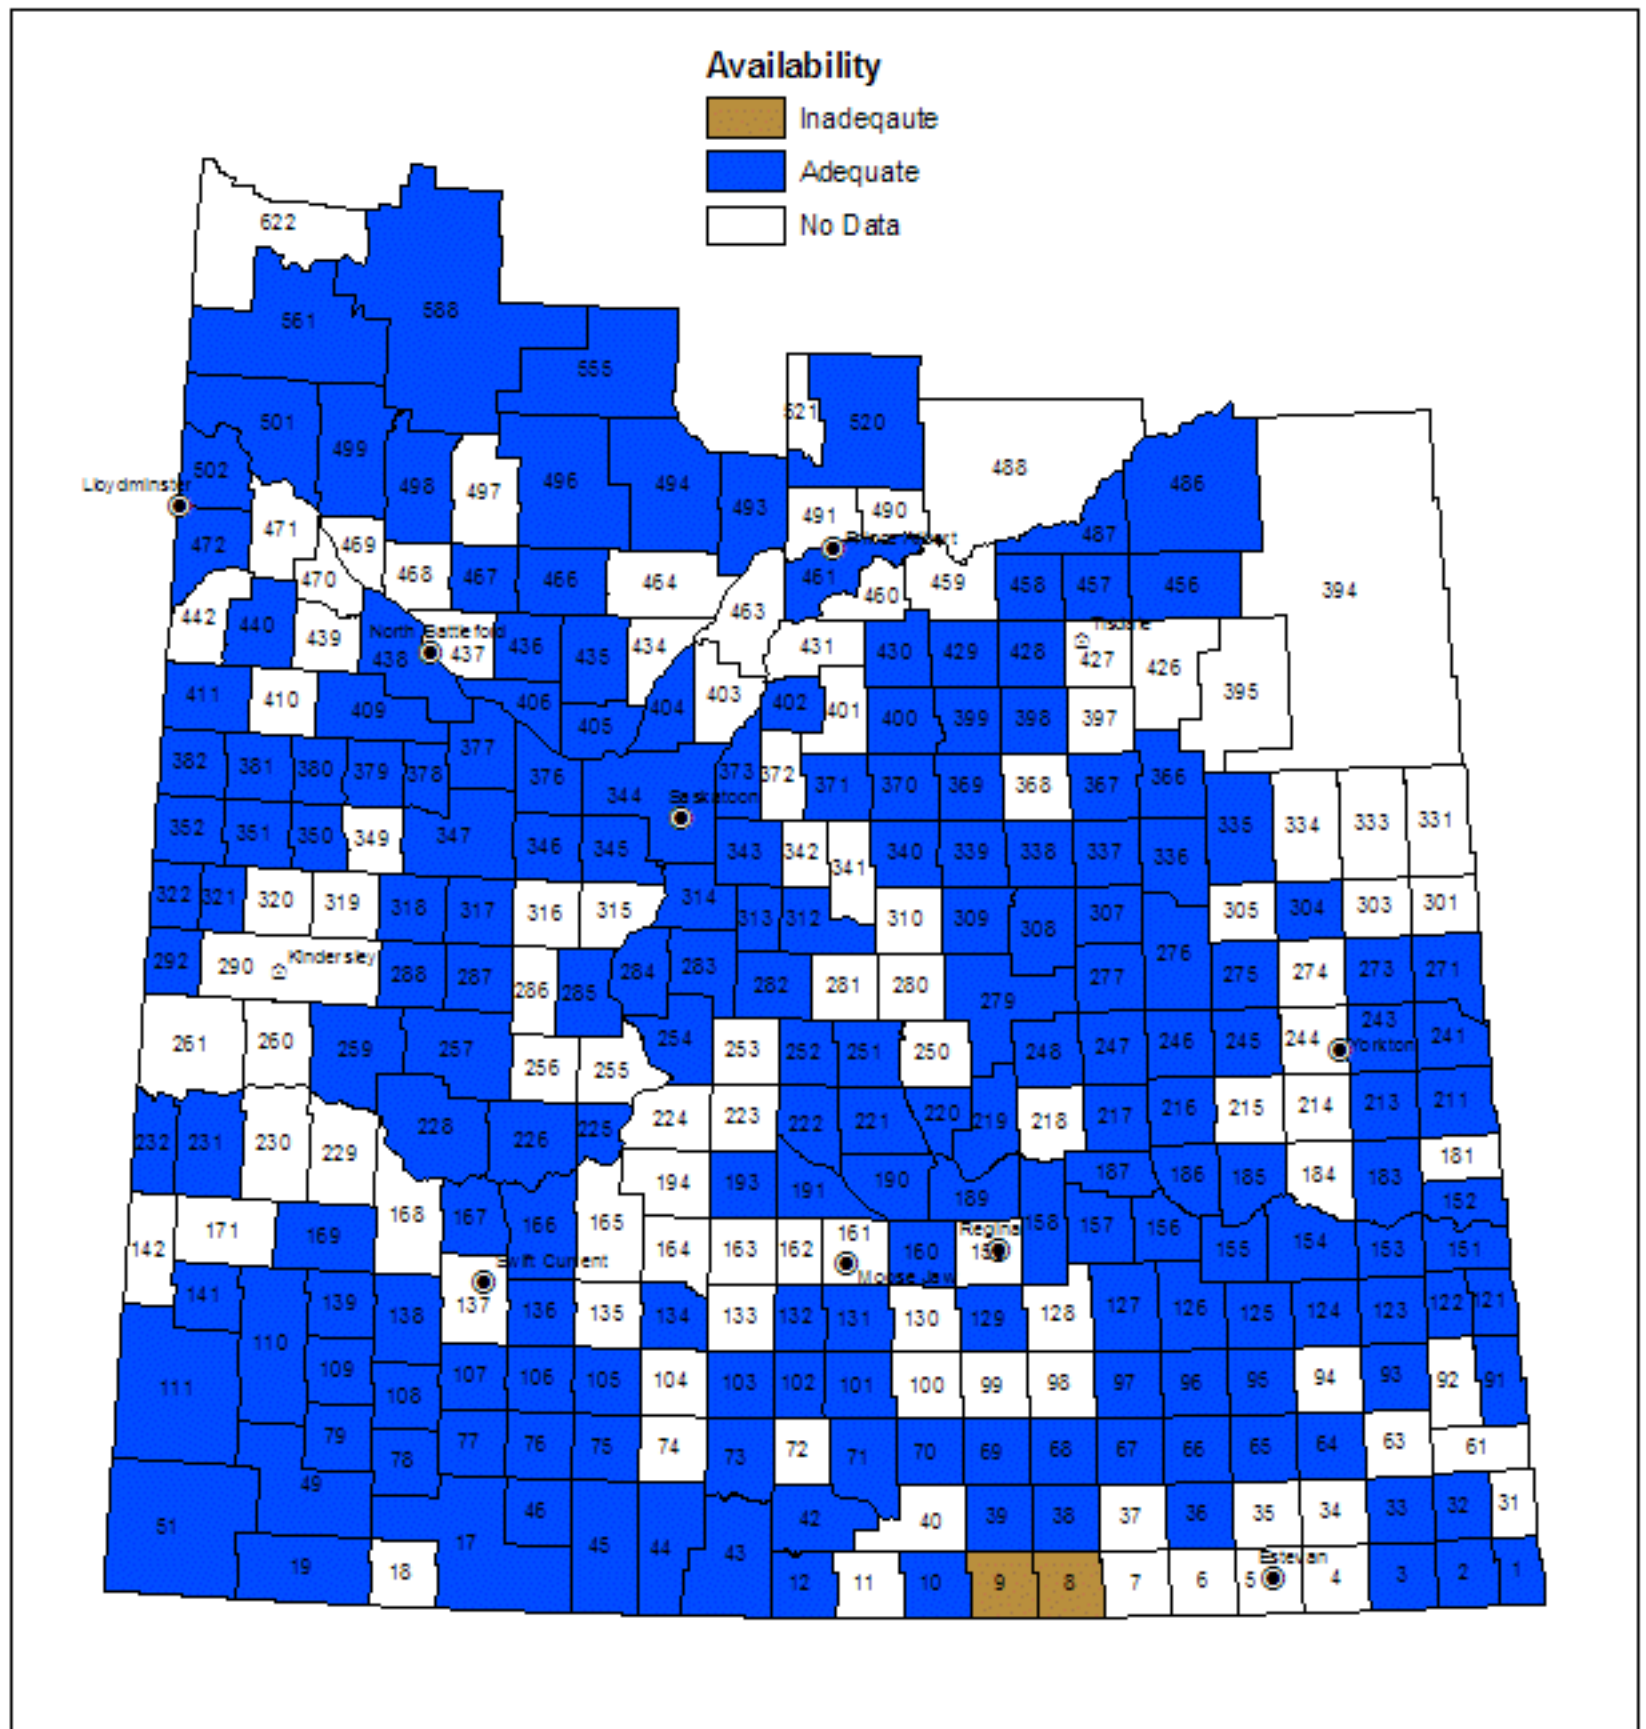 Availability
Inadeqaute
Adequate
No Data
622
561 588
555
501 499 521 520
502 498 497 496 494 493 488 486
Lloydminster
472 471 469 491 490 487
Prince Albert
470 468 467 466 464 463 461 460 459 458 457 456 394
442 440 439 North Battleford
438 437 436 435 434 431 430 429 428 Tisdale
427 426
411 410 409 406 405 404 403 402 401 400 399 398 397 395
382 381 380 379 378 377 376 344 373 372 371 370 369 368 367 366
Saskatoon
352 351 350 349 347 346 345 343 342 341 340 339 338 337 336 335 334 333 331
322 321 320 319 318 317 316 315 314 313 312 310 309 308 307 305 304 303 301
292 290 Kindersley
288 287 286 285 284 283 282 281 280 279 277 276 275 274 273 271
261 260 259 257 256 255 254 253 252 251 250 248 247 246 245 244 243 241
Yorkton
232 231 230 229 228 226 225 224 223 222 221 220 219 218 217 216 215 214 213 211
194 193 191 190 189 187 186 185 184 183 181
142 171 169 168 167 166 165 164 163 162 161 160 Regina
158 157 156 155 154 153 152 151
Swift Current
Moose Jaw
141 139 138 137 136 135 134 133 132 131 130 129 128 127 126 125 124 123 122 121
111 110 109 108 107 106 105 104 103 102 101 100 99 98 97 96 95 94 93 92 91
79 78 77 76 75 74 73 72 71 70 69 68 67 66 65 64 63 61
51 49 17 46 45 44 43 42 40 39 38 37 36 35 34 33 32 31
Estevan
19 18 12 11 10 9 8 7 6 5 4 3 2 1